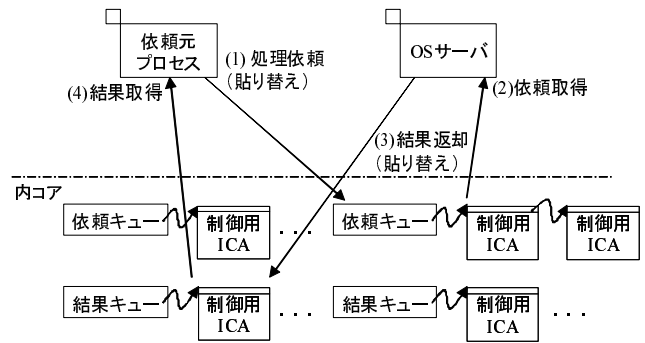 依頼元
プロセス
OSサーバ
(1) 処理依頼
(貼り替え)
(4)結果取得
(2)依頼取得
(3)結果返却
(貼り替え)
内コア
依頼キュー
制御用
ICA
・・・
依頼キュー
制御用
ICA
制御用
ICA
結果キュー
制御用
ICA
・・・
結果キュー
制御用
ICA
・・・